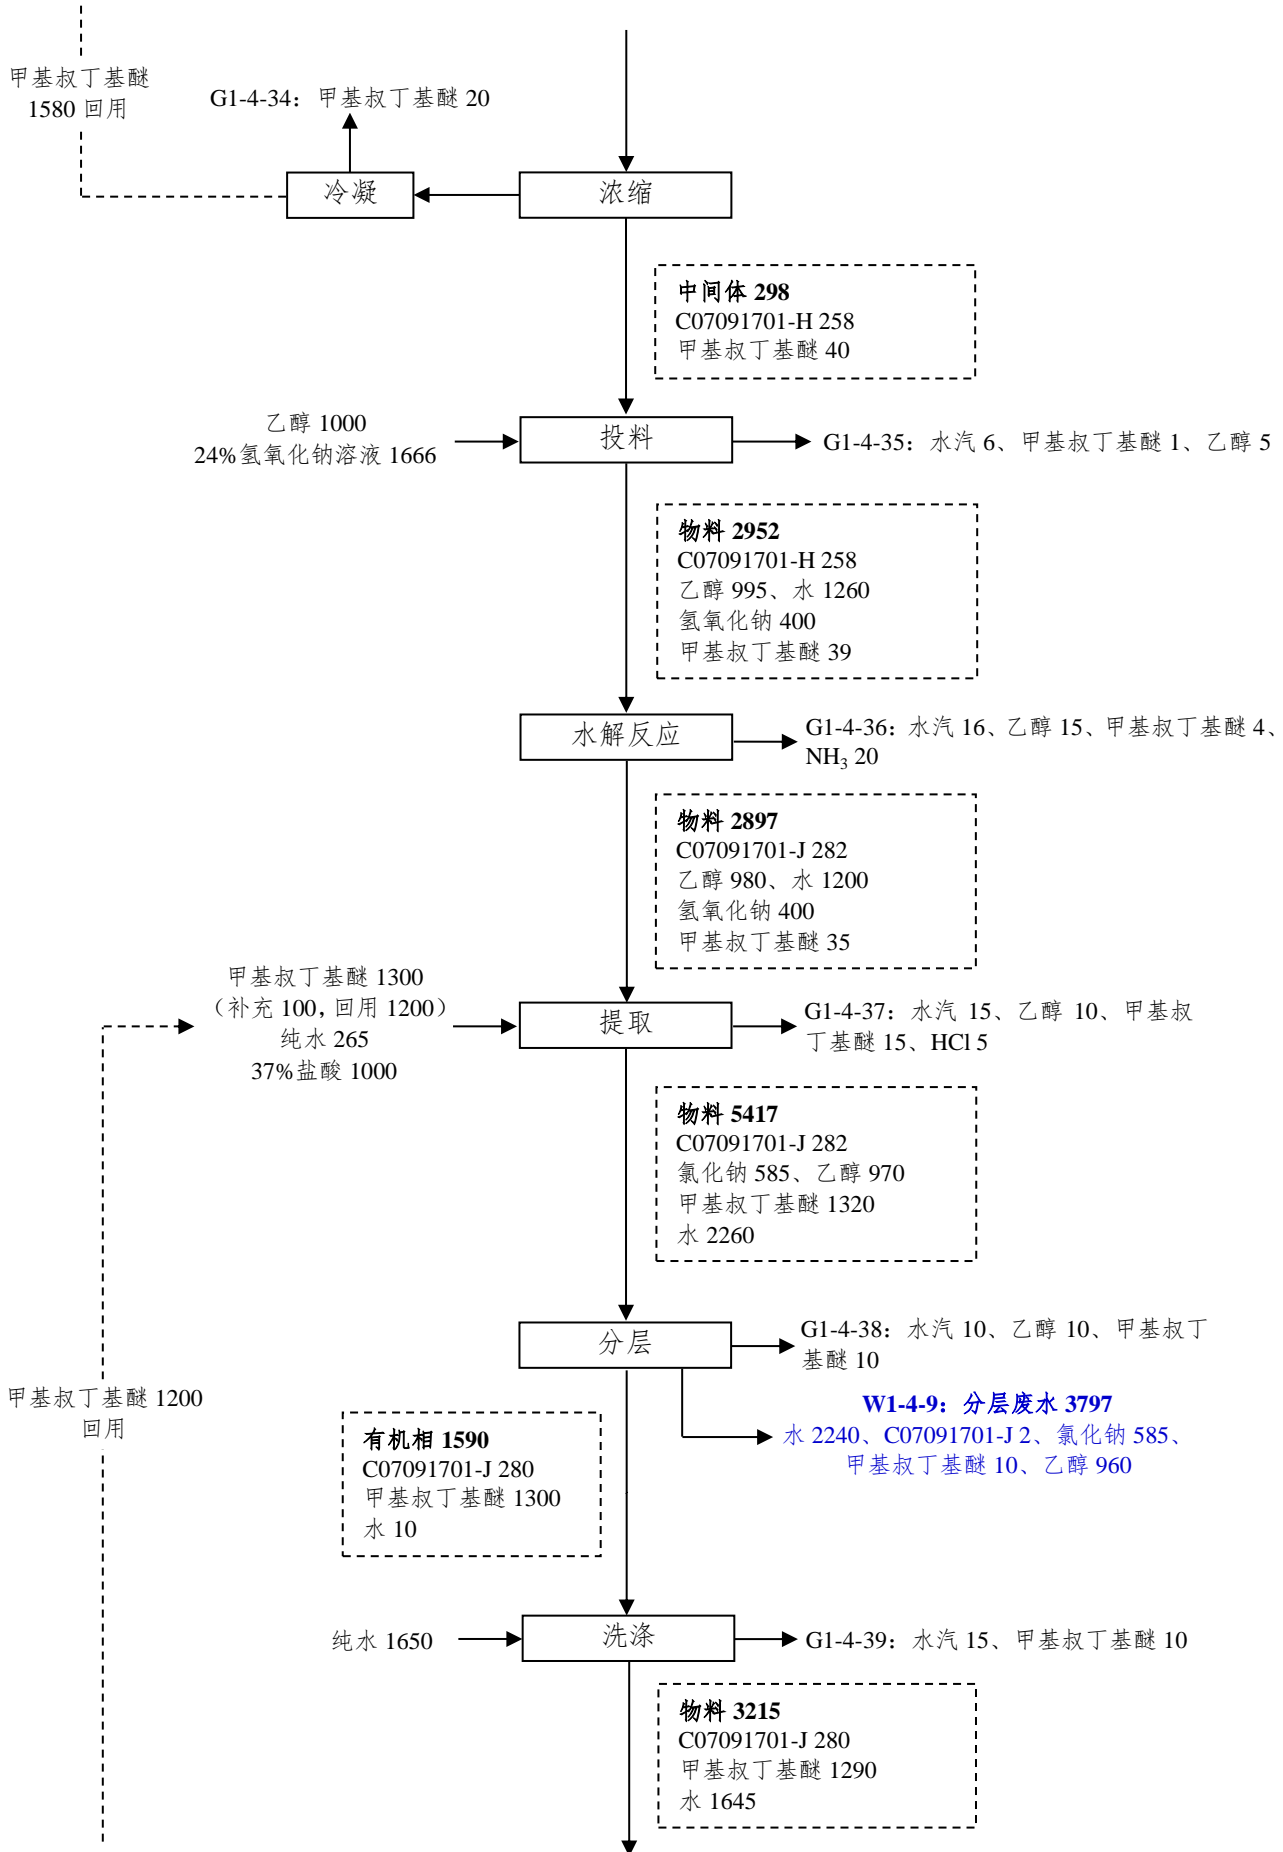 甲基叔丁基醚
1580 回用
G1-4-34：甲基叔丁基醚 20
冷凝
浓缩
中间体 298
C07091701-H 258
甲基叔丁基醚 40
乙醇 1000
24%氢氧化钠溶液 1666
投料
G1-4-35：水汽 6、甲基叔丁基醚 1、乙醇 5
物料 2952
C07091701-H 258
乙醇 995、水 1260
氢氧化钠 400
甲基叔丁基醚 39
水解反应
G1-4-36：水汽 16、乙醇 15、甲基叔丁基醚 4、
NH₃ 20
物料 2897
C07091701-J 282
乙醇 980、水 1200
氢氧化钠 400
甲基叔丁基醚 35
甲基叔丁基醚 1300
（补充 100，回用 1200）
纯水 265
37%盐酸 1000
提取
G1-4-37：水汽 15、乙醇 10、甲基叔
丁基醚 15、HCl 5
物料 5417
C07091701-J 282
氯化钠 585、乙醇 970
甲基叔丁基醚 1320
水 2260
分层
G1-4-38：水汽 10、乙醇 10、甲基叔丁
基醚 10
甲基叔丁基醚 1200
回用
W1-4-9：分层废水 3797
水 2240、C07091701-J 2、氯化钠 585、
甲基叔丁基醚 10、乙醇 960
有机相 1590
C07091701-J 280
甲基叔丁基醚 1300
水 10
纯水 1650
洗涤
G1-4-39：水汽 15、甲基叔丁基醚 10
物料 3215
C07091701-J 280
甲基叔丁基醚 1290
水 1645